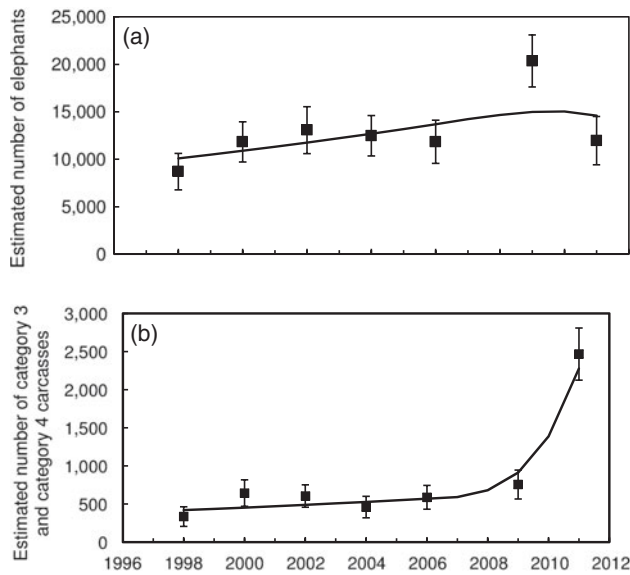 25,000
(a)
20,000
15,000
10,000
5,000
0
Estimated number of elephants
3,000
(b)
2,500
2,000
1,500
1,000
500
0
Estimated number of category 3
and category 4 carcasses
1996 1998 2000 2002 2004 2006 2008 2010 2012